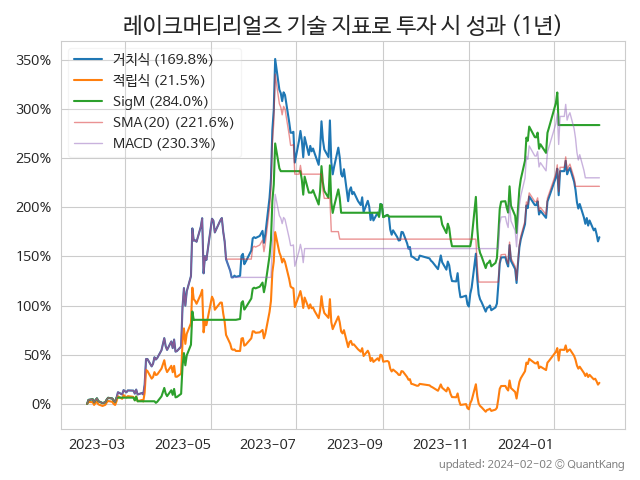 레이크머티리얼즈 기술 지표로 투자 시 성과 (1년)
거치식 (169.8%)
적립식 (21.5%)
SigM (284.0%)
SMA(20) (221.6%)
MACD (230.3%)
350%
300%
250%
200%
150%
100%
50%
0%
2023-03 2023-05 2023-07 2023-09 2023-11 2024-01
updated: 2024-02-02 © QuantKang